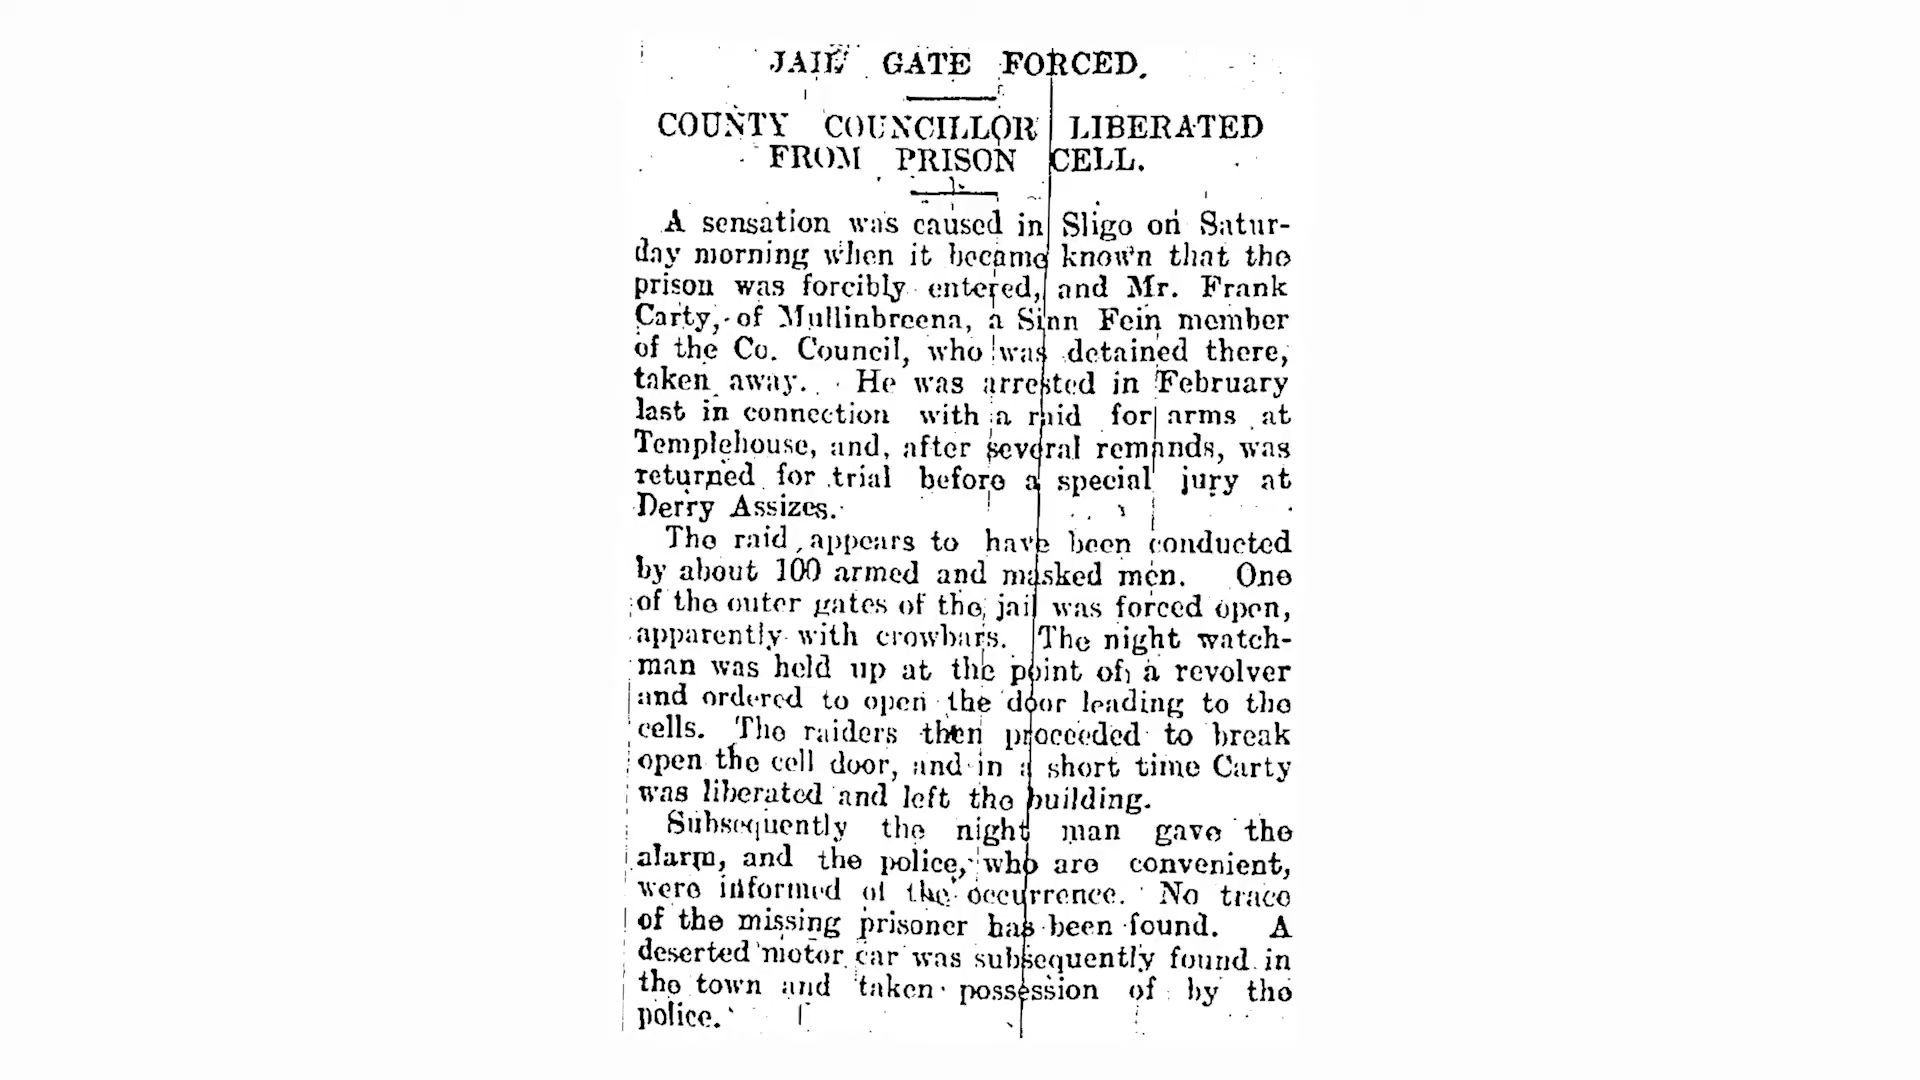 JAIL GATE FORCED.
COUNTY COUNCILLOR LIBERATED
FROM PRISON CELL.
A sensation was caused in Sligo on Satur-
day morning when it became known that the
prison was forcibly entered, and Mr. Frank
Carty, of Mullinbreena, a Sinn Fein member
of the Co. Council, who was detained there,
taken away. He was arrested in February
last in connection with a raid for arms at
Templehouse, and, after several remands, was
returned for trial before a special jury at
Derry Assizes.
The raid appears to have been conducted
by about 100 armed and masked men. One
of the outer gates of the jail was forced open,
apparently with crowbars. The night watch-
man was held up at the point of a revolver
and ordered to open the door leading to the
cells. The raiders then proceeded to break
open the cell door, and in a short time Carty
was liberated and left the building.
Subsequently the night man gave the
alarm, and the police, who are convenient,
were informed of the occurrence. No trace
of the missing prisoner has been found. A
deserted motor car was subsequently found in
the town and taken possession of by the
police.